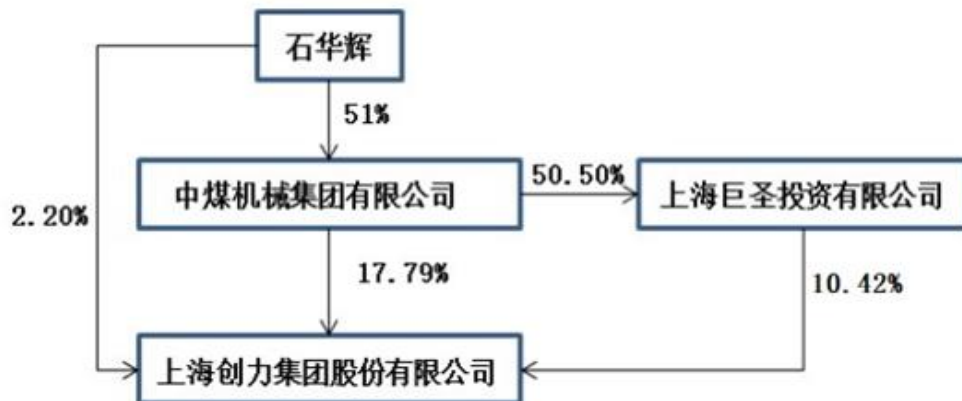 石华辉
51%
中煤机械集团有限公司
50.50%
上海巨圣投资有限公司
2.20%
17.79%
10.42%
上海创力集团股份有限公司